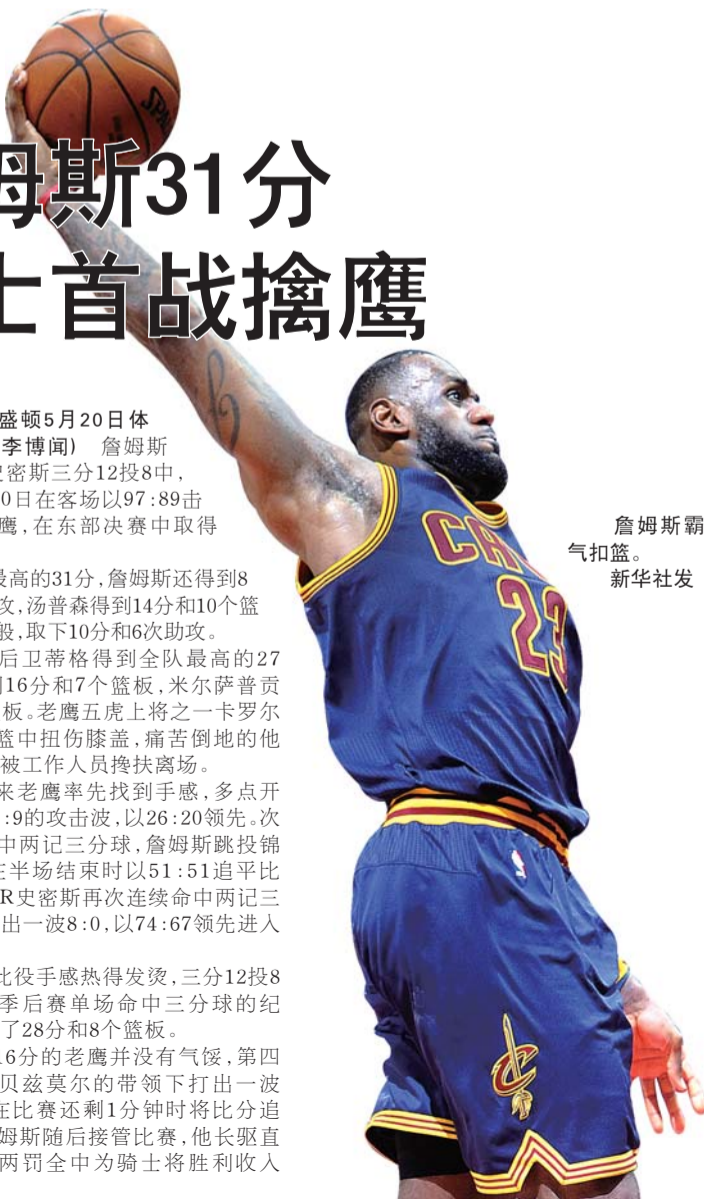 SPAL
姆斯31分
士首战擒鹰
盛顿5月20日体
李博闻) 詹姆斯
史密斯三分12投8中,
0日在客场以97:89击
鹰,在东部决赛中取得
最高的31分,詹姆斯还得到8
攻,汤普森得到14分和10个篮
般,取下10分和6次助攻。
后卫蒂格得到全队最高的27
16分和7个篮板,米尔萨普贡
板。老鹰五虎上将之一卡罗尔
篮中扭伤膝盖,痛苦倒地的他
被工作人员搀扶离场。
来老鹰率先找到手感,多点开
:9的攻击波,以26:20领先。次
中两记三分球,詹姆斯跳投锦
在半场结束时以51:51追平比
R史密斯再次连续命中两记三
出一波8:0,以74:67领先进入
比役手感热得发烫,三分12投8
季后赛单场命中三分球的纪
了28分和8个篮板。
16分的老鹰并没有气馁,第四
贝兹莫尔的带领下打出一波
在比赛还剩1分钟时将比分追
姆斯随后接管比赛,他长驱直
两罚全中为骑士将胜利收入
詹姆斯霸
气扣篮。
新华社发
CA
23